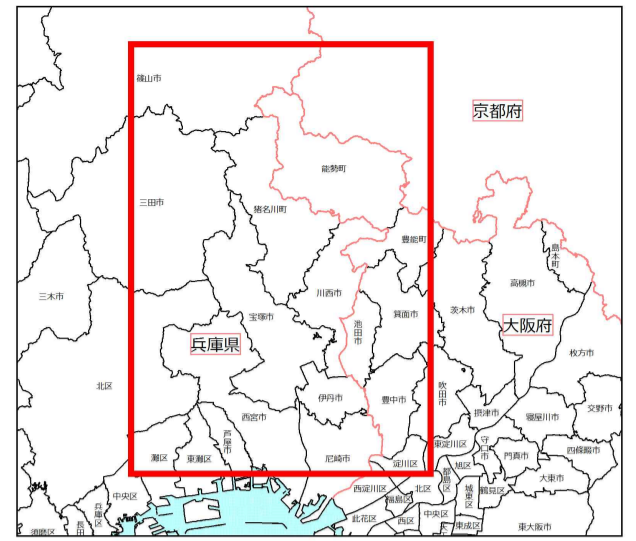 篠山市
京都府
能勢町
三田市
猪名川町
豊能町
島本町
高槻市
三木市
川西市
箕面市
茨木市
宝塚市
池田市
大阪府
兵庫県
枚方市
北区
伊丹市
豊中市
吹田市
交野市
西宮市
摂津市
寝屋川市
芦屋市
東淀川区
守口市
四條畷市
灘区
東灘区
尼崎市
淀川区
旭区
門真市
都島区
大東市
中央区
西淀川区
北区
城東区
鶴見区
福島区
兵庫区
中央区
此花区
西区
東成区
東大阪市
須磨区
長田